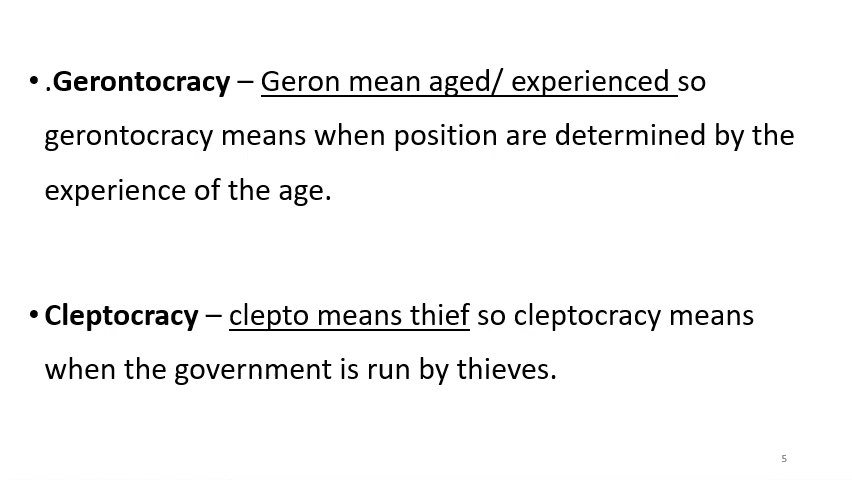 • .Gerontocracy – Geron mean aged/ experienced so
gerontocracy means when position are determined by the
experience of the age.
• Cleptocracy – clepto means thief so cleptocracy means
when the government is run by thieves.
5